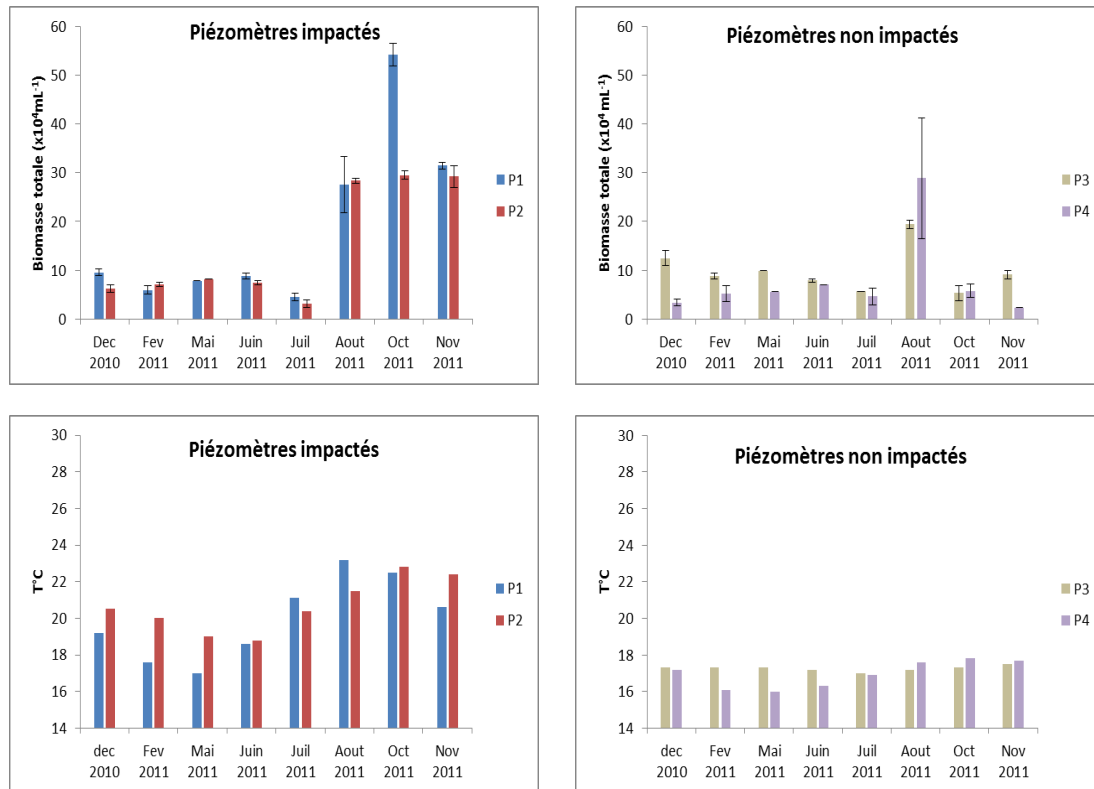 Piézomètres impactés
Biomasse totale (x10⁴mL⁻¹)
60
50
40
30
20
10
0
Dec 2010
Fev 2011
Mai 2011
Juin 2011
Juil 2011
Aout 2011
Oct 2011
Nov 2011
P1
P2
Piézomètres non impactés
Biomasse totale (x10⁴mL⁻¹)
60
50
40
30
20
10
0
Dec 2010
Fev 2011
Mai 2011
Juin 2011
Juil 2011
Aout 2011
Oct 2011
Nov 2011
P3
P4
Piézomètres impactés
T°C
30
28
26
24
22
20
18
16
14
dec 2010
Fev 2011
Mai 2011
Juin 2011
Juil 2011
Aout 2011
Oct 2011
Nov 2011
P1
P2
Piézomètres non impactés
T°C
30
28
26
24
22
20
18
16
14
dec 2010
Fev 2011
Mai 2011
Juin 2011
Juil 2011
Aout 2011
Oct 2011
Nov 2011
P3
P4